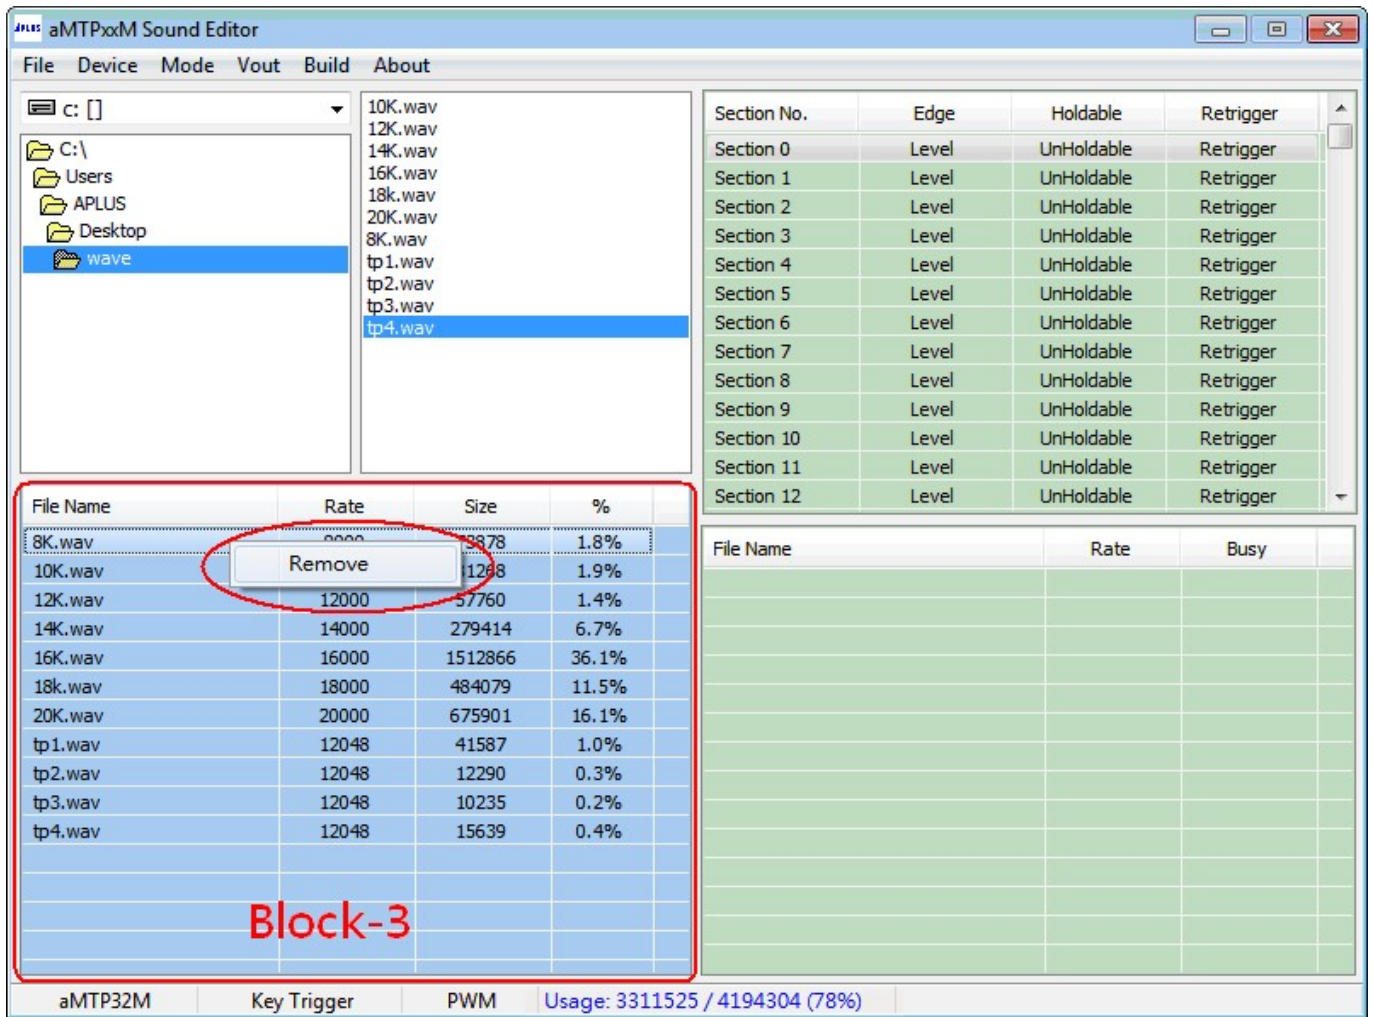 APLUS aMTPxxM Sound Editor
File Device Mode Vout Build About
c: []
C:\
Users
APLUS
Desktop
wave
10K.wav
12K.wav
14K.wav
16K.wav
18k.wav
20K.wav
8K.wav
tp1.wav
tp2.wav
tp3.wav
tp4.wav
Section No. Edge Holdable Retrigger
Section 0 Level UnHoldable Retrigger
Section 1 Level UnHoldable Retrigger
Section 2 Level UnHoldable Retrigger
Section 3 Level UnHoldable Retrigger
Section 4 Level UnHoldable Retrigger
Section 5 Level UnHoldable Retrigger
Section 6 Level UnHoldable Retrigger
Section 7 Level UnHoldable Retrigger
Section 8 Level UnHoldable Retrigger
Section 9 Level UnHoldable Retrigger
Section 10 Level UnHoldable Retrigger
Section 11 Level UnHoldable Retrigger
Section 12 Level UnHoldable Retrigger
File Name Rate Size %
8K.wav 3878 1.8%
Remove
10K.wav 1268 1.9%
12K.wav 12000 57760 1.4%
14K.wav 14000 279414 6.7%
16K.wav 16000 1512866 36.1%
18k.wav 18000 484079 11.5%
20K.wav 20000 675901 16.1%
tp1.wav 12048 41587 1.0%
tp2.wav 12048 12290 0.3%
tp3.wav 12048 10235 0.2%
tp4.wav 12048 15639 0.4%
Block-3
File Name Rate Busy
aMTP32M Key Trigger PWM Usage: 3311525 / 4194304 (78%)